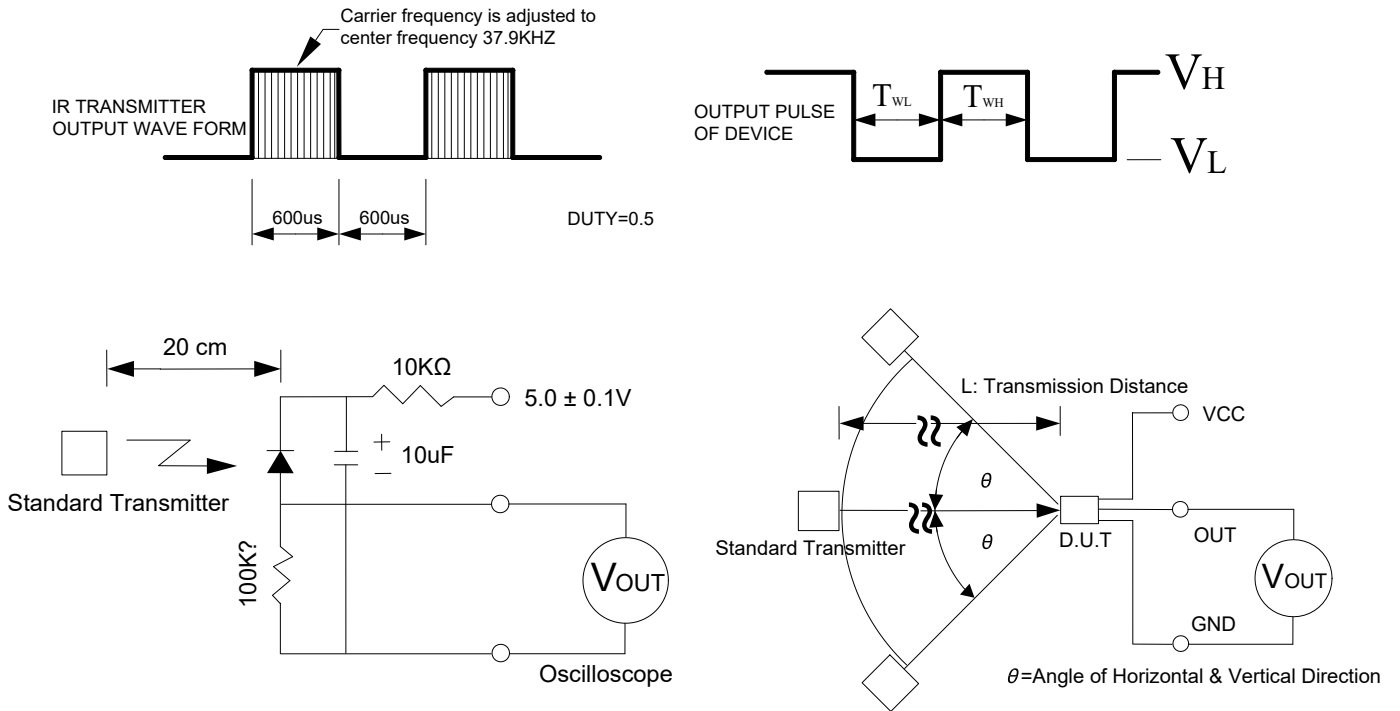 Carrier frequency is adjusted to
center frequency 37.9KHZ
IR TRANSMITTER
OUTPUT WAVE FORM
600us
600us
DUTY=0.5
OUTPUT PULSE
OF DEVICE
TWL
TWH
VH
VL
20 cm
10KΩ
5.0 ± 0.1V
+
10uF
−
Standard Transmitter
100K?
VOUT
Oscilloscope
L: Transmission Distance
VCC
θ
Standard Transmitter
θ
D.U.T
OUT
VOUT
GND
θ=Angle of Horizontal & Vertical Direction